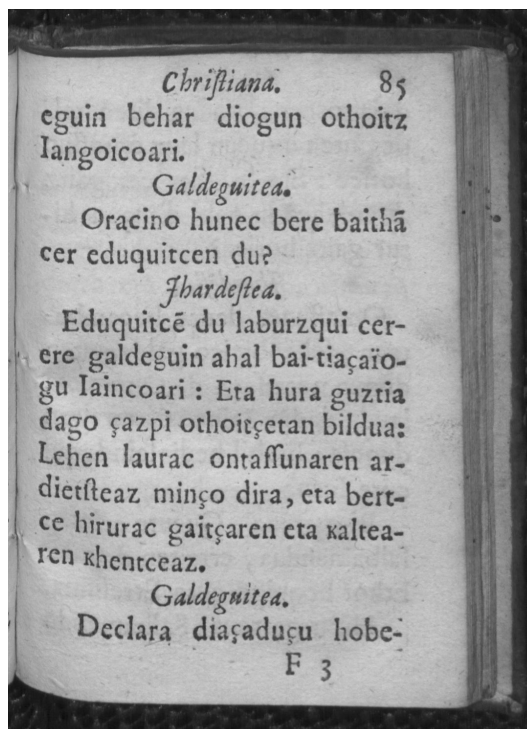 Chriſtiana. 85
eguin behar diogun othoitz
Iangoicoari.
Galdeguitea.
Oracino hunec bere baithã
cer eduquitcen du?
Jhardeſtea.
Eduquitcẽ du laburzqui cer-
ere galdeguin ahal bai-tiaçaïo-
gu Iaincoari : Eta hura guztia
dago çazpi othoitçetan bildua:
Lehen laurac ontaſſunaren ar-
dietſteaz minço dira, eta bert-
ce hirurac gaitçaren eta ĸaltea-
ren ĸhentceaz.
Galdeguitea.
Declara diaçaduçu hobe-
F 3